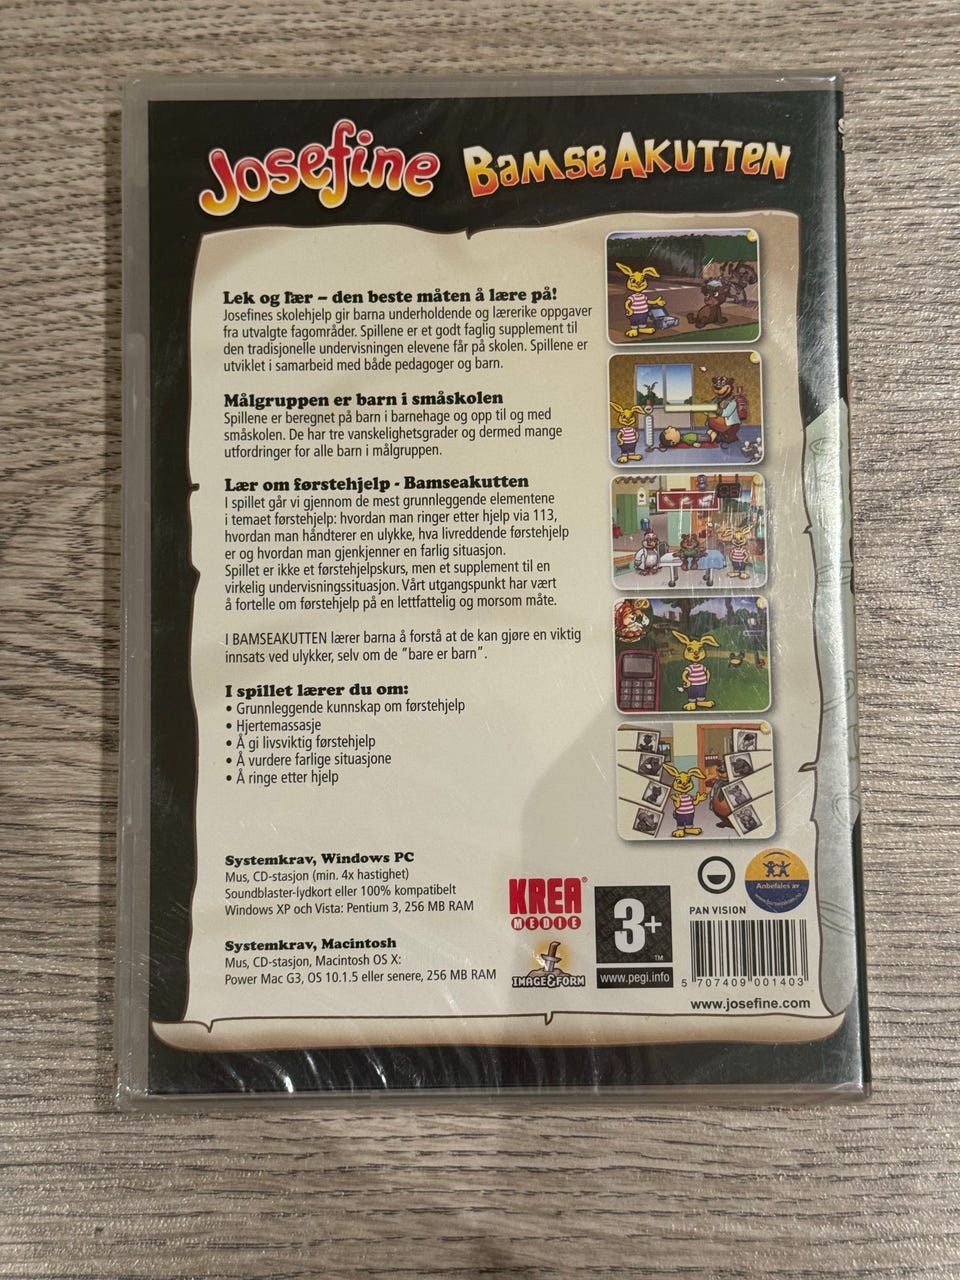 Josefine BamseAkutten
Lek og lær – den beste måten å lære på!
Josefines skolehjelp gir barna underholdende og lærerike oppgaver
fra utvalgte fagområder. Spillene er et godt faglig supplement til
den tradisjonelle undervisningen elevene får på skolen. Spillene er
utviklet i samarbeid med både pedagoger og barn.
Målgruppen er barn i småskolen
Spillene er beregnet på barn i barnehage og opp til og med
småskolen. De har tre vanskelighetsgrader og dermed mange
utfordringer for alle barn i målgruppen.
Lær om førstehjelp - Bamseakutten
I spillet går vi gjennom de mest grunnleggende elementene
i temaet førstehjelp: hvordan man ringer etter hjelp via 113,
hvordan man håndterer en ulykke, hva livreddende førstehjelp
er og hvordan man gjenkjenner en farlig situasjon.
Spillet er ikke et førstehjelpskurs, men et supplement til en
virkelig undervisningssituasjon. Vårt utgangspunkt har vært
å fortelle om førstehjelp på en lettfattelig og morsom måte.
I BAMSEAKUTTEN lærer barna å forstå at de kan gjøre en viktig
innsats ved ulykker, selv om de "bare er barn".
I spillet lærer du om:
• Grunnleggende kunnskap om førstehjelp
• Hjertemassasje
• Å gi livsviktig førstehjelp
• Å vurdere farlige situasjone
• Å ringe etter hjelp
Systemkrav, Windows PC
Mus, CD-stasjon (min. 4x hastighet)
Soundblaster-lydkort eller 100% kompatibelt
Windows XP och Vista: Pentium 3, 256 MB RAM
Systemkrav, Macintosh
Mus, CD-stasjon, Macintosh OS X:
Power Mac G3, OS 10.1.5 eller senere, 256 MB RAM
KREA®
MEDIE
IMAGE&FORM
3+
TM
www.pegi.info
PAN VISION
Anbefales av
5 707409 001403
www.josefine.com